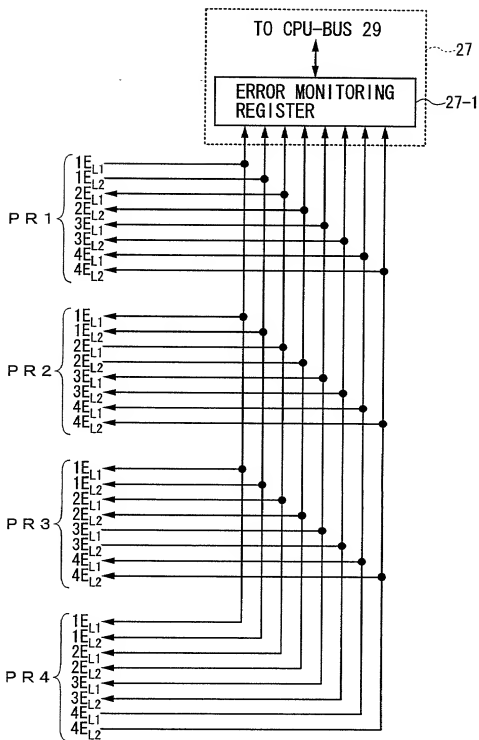 TO CPU-BUS 29
27
ERROR MONITORING
REGISTER
27-1
PR1
1EL1
1EL2
2EL1
2EL2
3EL1
3EL2
4EL1
4EL2
PR2
1EL1
1EL2
2EL1
2EL2
3EL1
3EL2
4EL1
4EL2
PR3
1EL1
1EL2
2EL1
2EL2
3EL1
3EL2
4EL1
4EL2
PR4
1EL1
1EL2
2EL1
2EL2
3EL1
3EL2
4EL1
4EL2